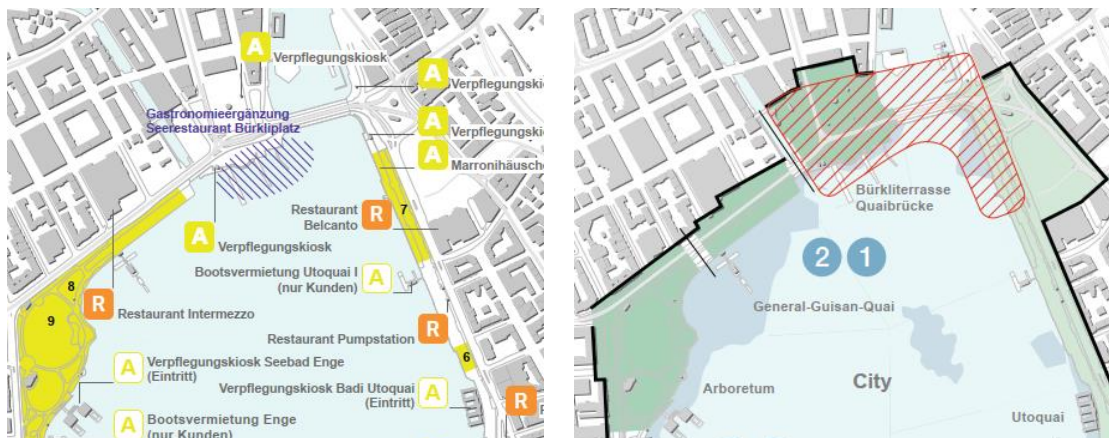 A
Verpflegungskiosk
A
Verpflegungski
Gastronomieergänzung
Seerestaurant Bürkliplatz
A
Verpflegungski
A
Marronihäusche
Restaurant
Belcanto
R
7
A
Verpflegungskiosk
Bootsvermietung Utoquai I
(nur Kunden)
A
8
9
R
Restaurant Intermezzo
Restaurant Pumpstation
R
6
A
Verpflegungskiosk Seebad Enge
(Eintritt)
Verpflegungskiosk Badi Utoquai
(Eintritt)
A
R
A
Bootsvermietung Enge
(nur Kunden)
Bürkliterrasse
Quaibrücke
2
1
General-Guisan-Quai
Arboretum
City
Utoquai